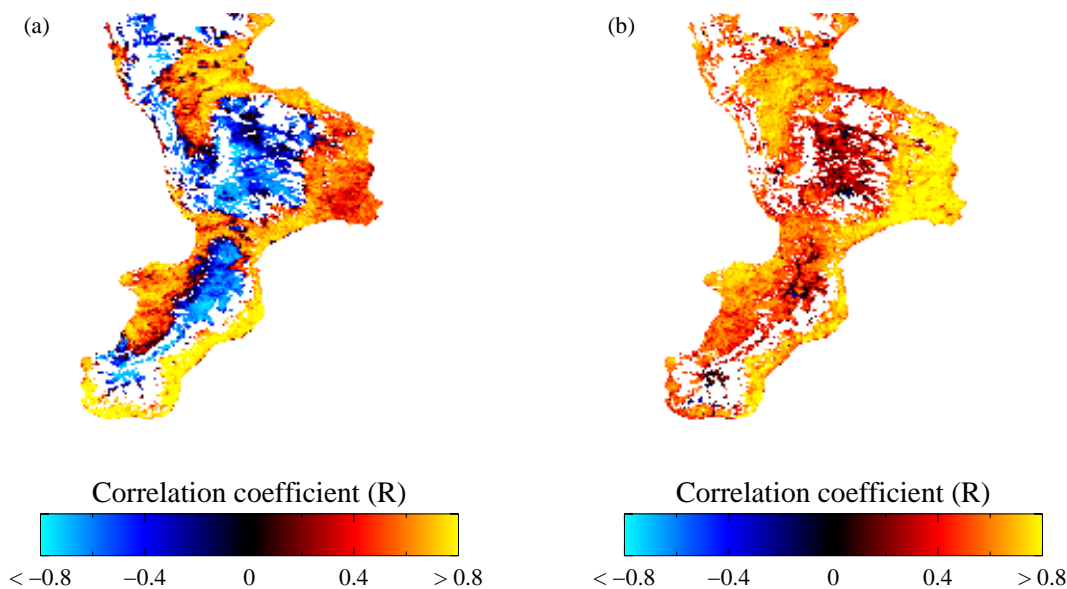 (a)
(b)
Correlation coefficient (R)
< −0.8 −0.4 0 0.4 > 0.8
Correlation coefficient (R)
< −0.8 −0.4 0 0.4 > 0.8